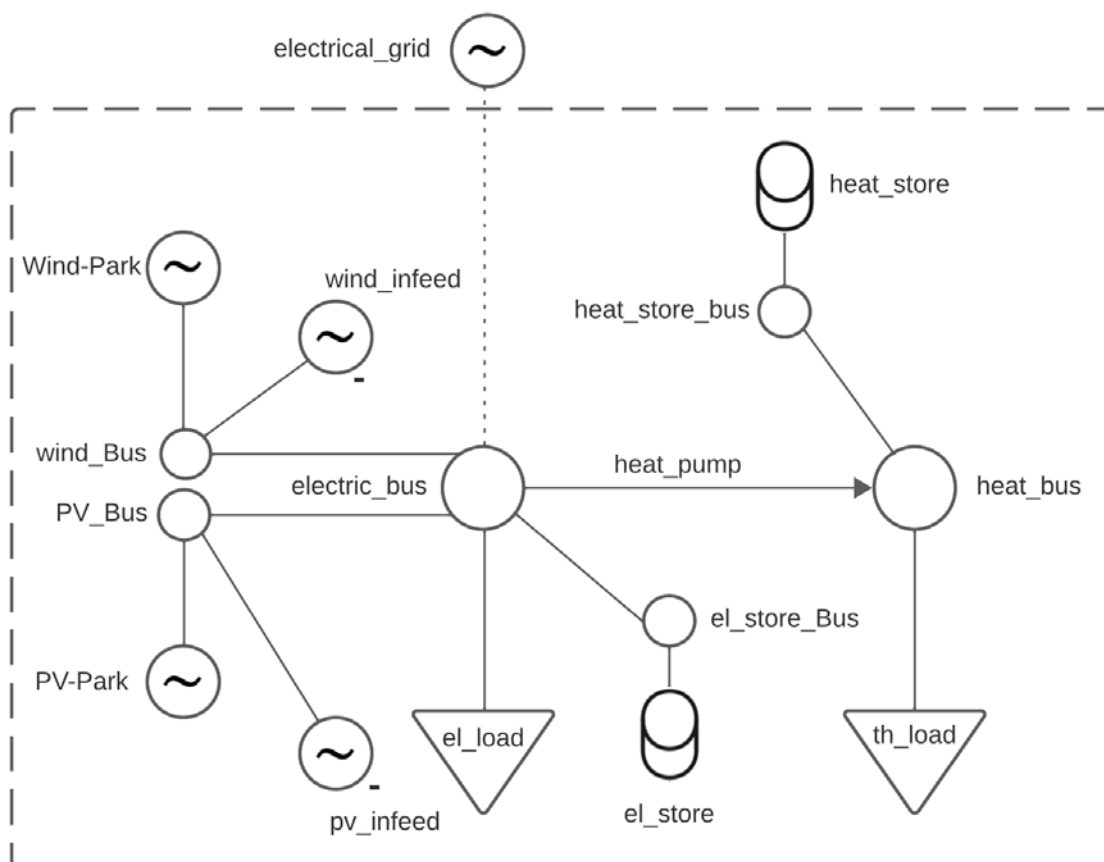 electrical_grid
heat_store
Wind-Park
wind_infeed
heat_store_bus
wind_Bus
heat_pump
electric_bus
heat_bus
PV_Bus
el_store_Bus
PV-Park
el_load
th_load
pv_infeed
el_store